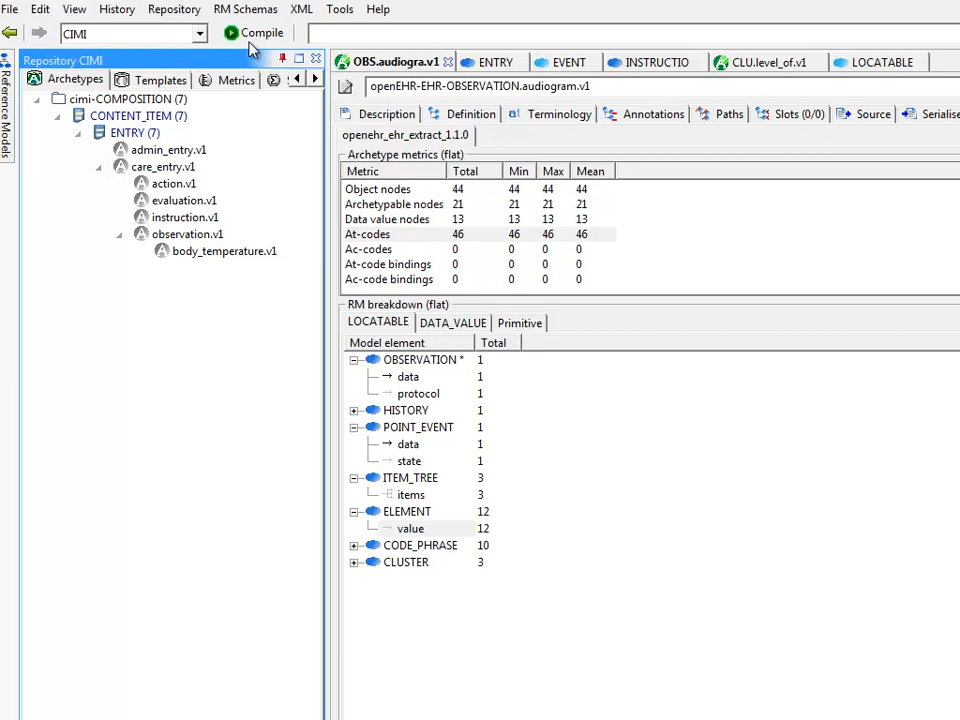 File Edit View History Repository RM Schemas XML Tools Help
CIMI Compile
Repository CIMI
Archetypes Templates Metrics
cimi-COMPOSITION (7)
CONTENT_ITEM (7)
ENTRY (7)
admin_entry.v1
care_entry.v1
action.v1
evaluation.v1
instruction.v1
observation.v1
body_temperature.v1
Reference Models
OBS.audiogra.v1 ENTRY EVENT INSTRUCTIO CLU.level_of.v1 LOCATABLE
openEHR-EHR-OBSERVATION.audiogram.v1
Description Definition Terminology Annotations Paths Slots (0/0) Source Serialise
openehr_ehr_extract_1.1.0
Archetype metrics (flat)
Metric Total Min Max Mean
Object nodes 44 44 44 44
Archetypable nodes 21 21 21 21
Data value nodes 13 13 13 13
At-codes 46 46 46 46
Ac-codes 0 0 0 0
At-code bindings 0 0 0 0
Ac-code bindings 0 0 0 0
RM breakdown (flat)
LOCATABLE DATA_VALUE Primitive
Model element Total
OBSERVATION * 1
data 1
protocol 1
HISTORY 1
POINT_EVENT 1
data 1
state 1
ITEM_TREE 3
items 3
ELEMENT 12
value 12
CODE_PHRASE 10
CLUSTER 3